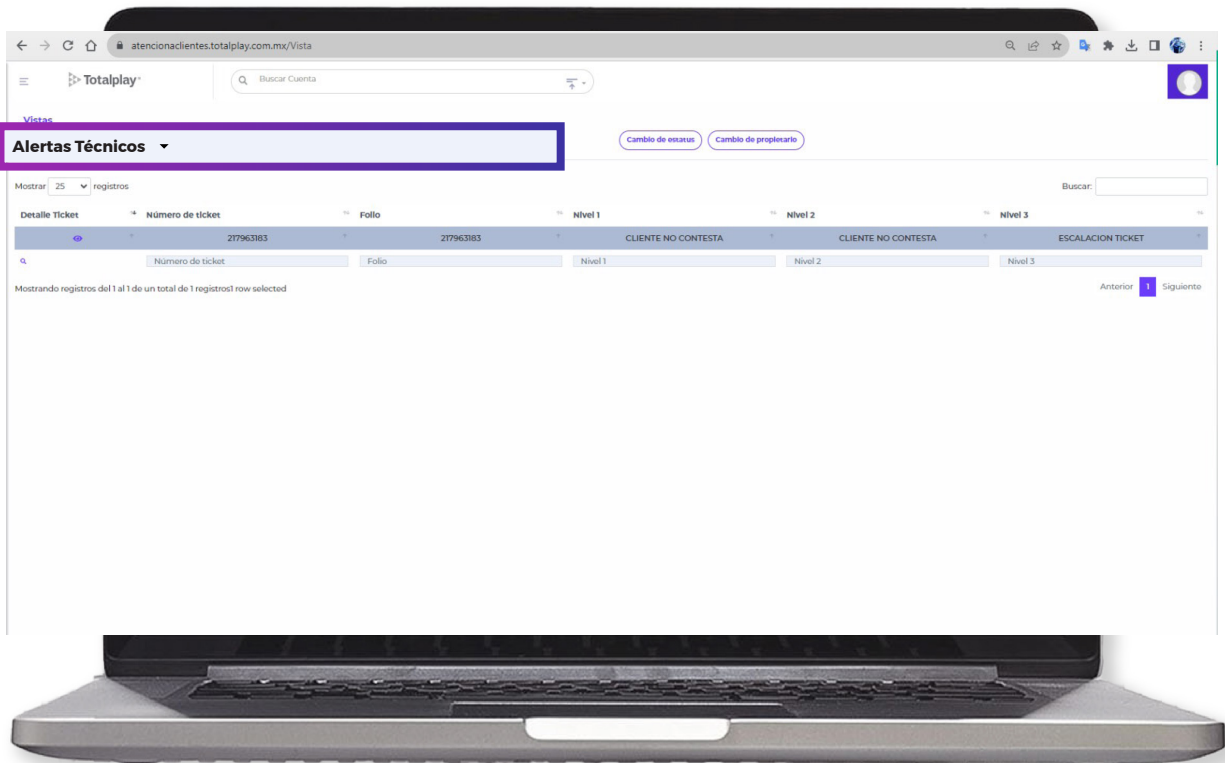 atencionaclientes.totalplay.com.mx/Vista
Totalplay
Buscar Cuenta
Vistas
Alertas Técnicos
Cambio de estatus
Cambio de propietario
Mostrar 25 registros
Buscar:
Detalle Ticket Número de ticket Folio Nivel 1 Nivel 2 Nivel 3
217963183 217963183 CLIENTE NO CONTESTA CLIENTE NO CONTESTA ESCALACION TICKET
Número de ticket Folio Nivel 1 Nivel 2 Nivel 3
Mostrando registros del 1 al 1 de un total de 1 registros1 row selected
Anterior 1 Siguiente